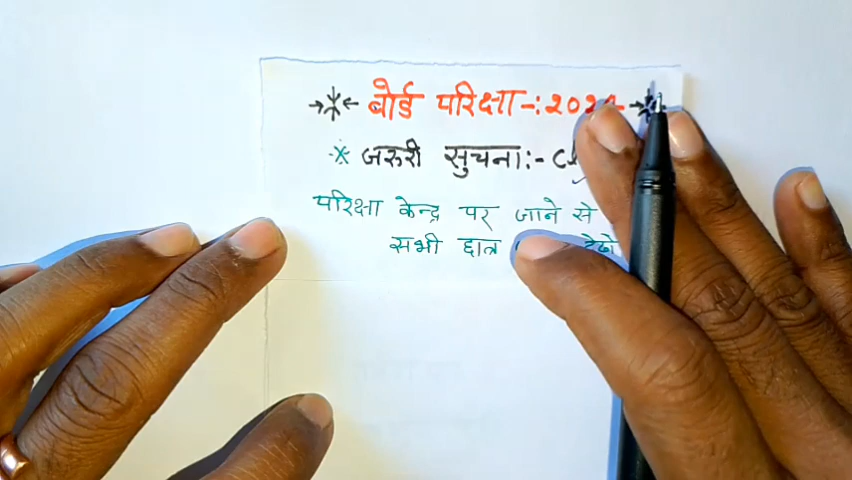 बोर्ड परिक्षा-:
जरुरी सुचना:-
परिक्षा केन्द्र पर जाने से
सभी छात्र